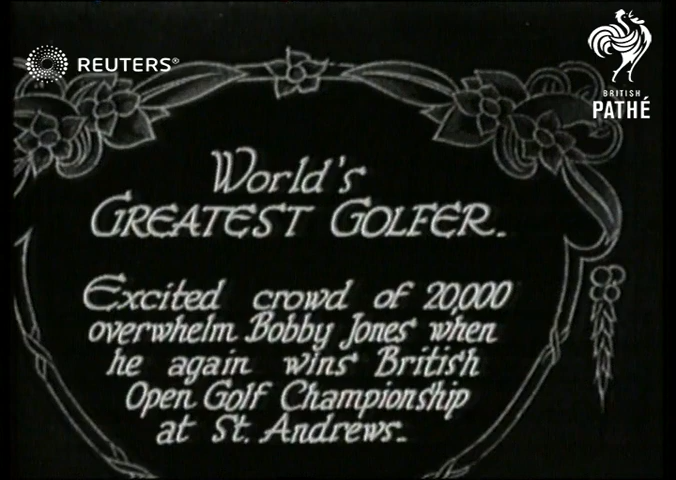 REUTERS®
BRITISH
PATHÉ
World's
GREATEST GOLFER.
Excited crowd of 20,000
overwhelm Bobby Jones when
he again wins British
Open Golf Championship
at St. Andrews.